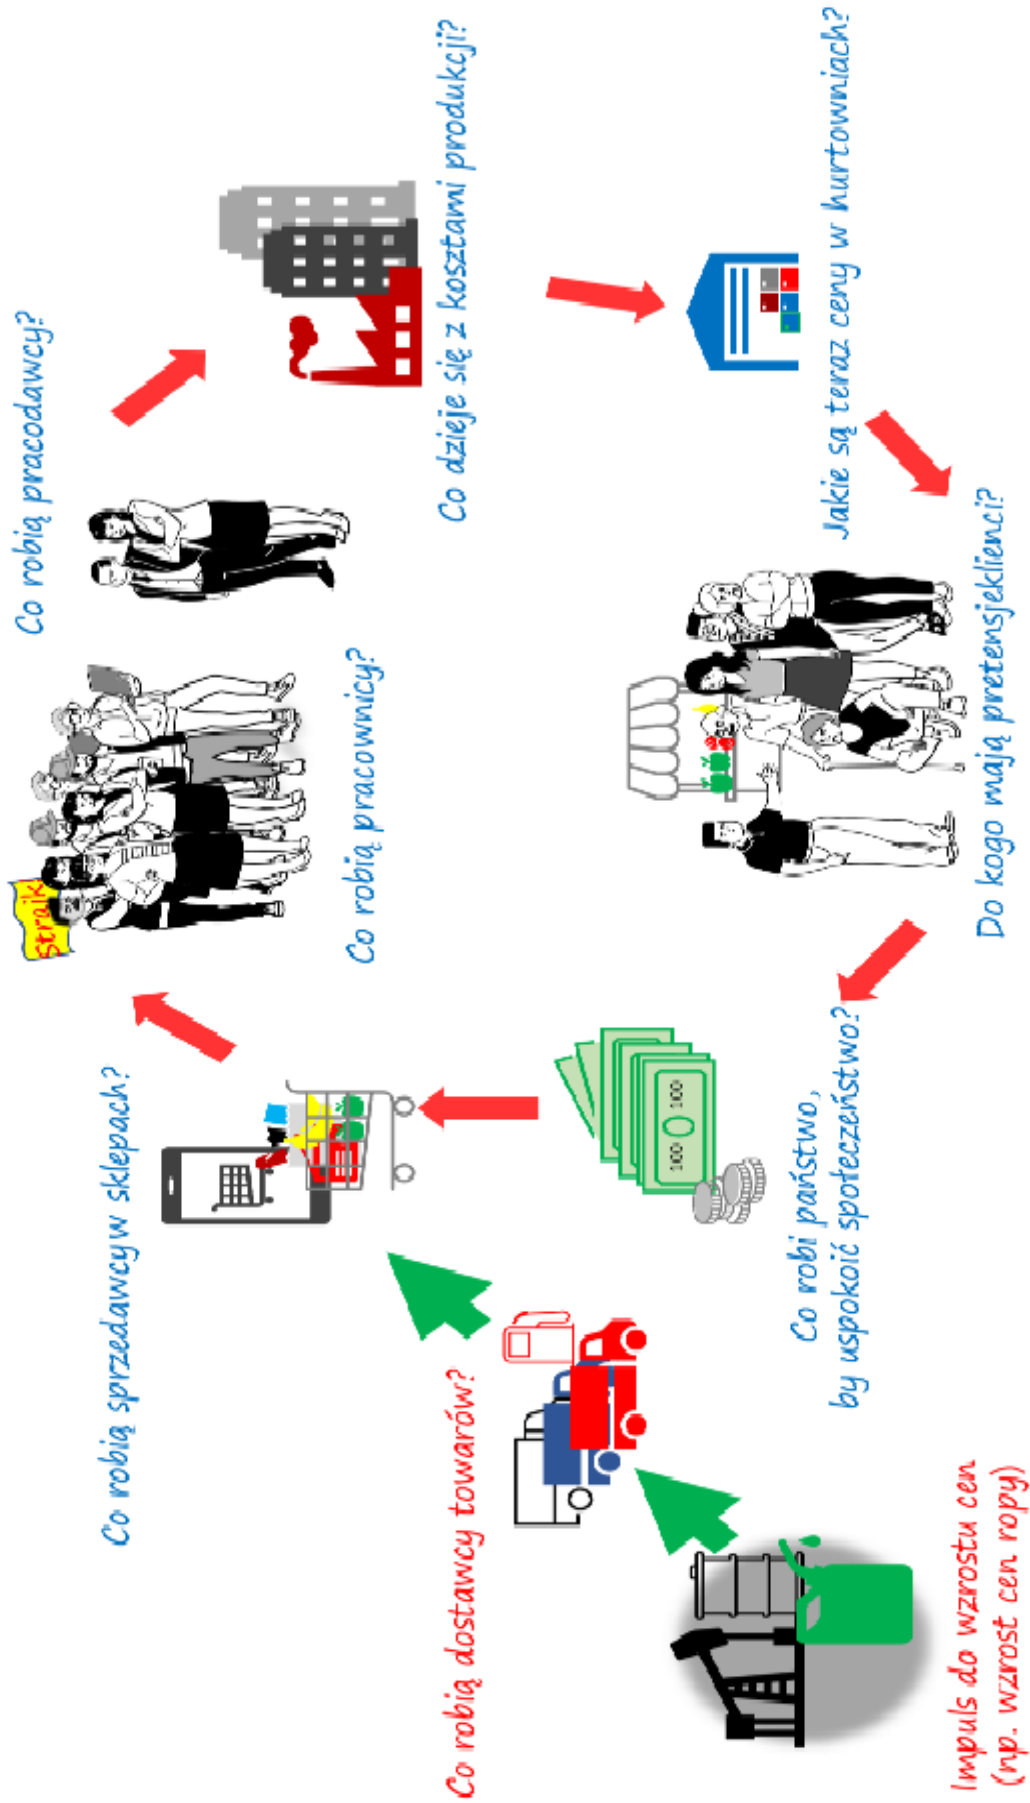 Co robią pracodawcy?
Co robią sprzedawcy w sklepach?
Strajk
Co robią pracownicy?
Co dzieje się z kosztami produkcji?
Co robią dostawcy towarów?
100 100
Co robi państwo,
by uspokoić społeczeństwo?
Jakie są teraz ceny w hurtowniach?
Do kogo mają pretensjeklienci?
Impuls do wzrostu cen
(np. wzrost cen ropy)